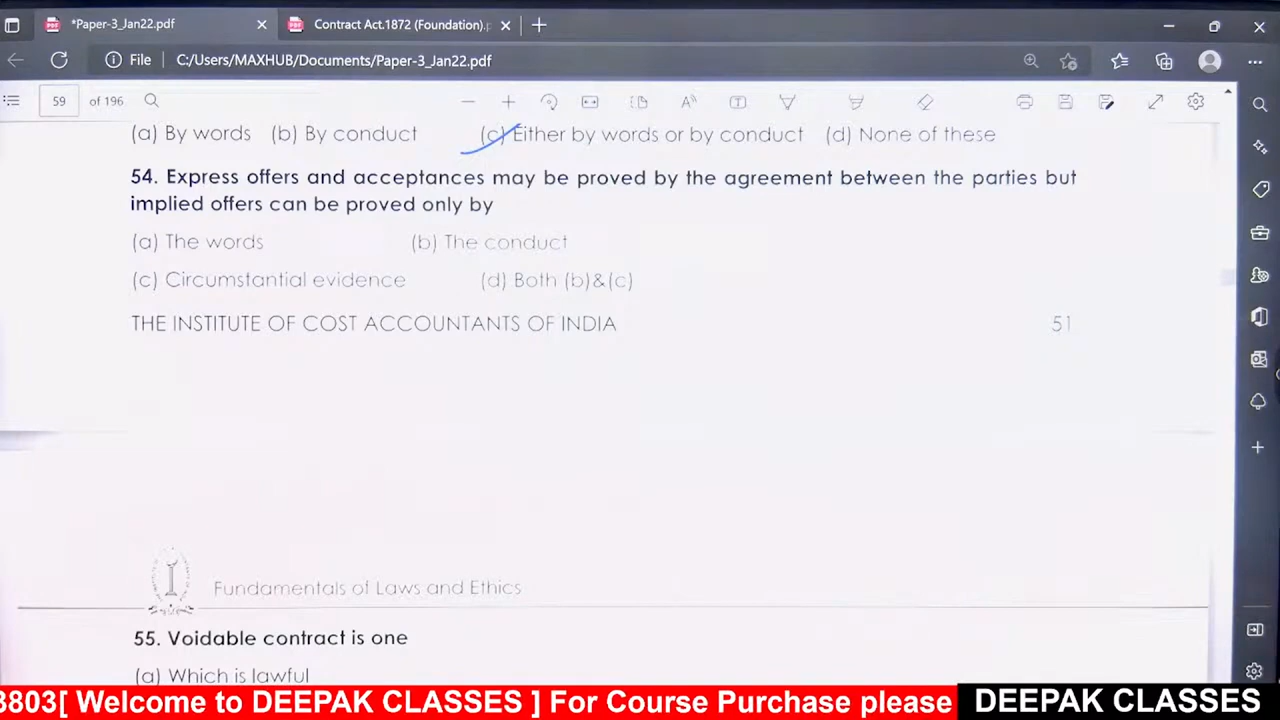 *Paper-3_Jan22.pdf
Contract Act.1872 (Foundation).p
File C:/Users/MAXHUB/Documents/Paper-3_Jan22.pdf
59 of 196
(a) By words (b) By conduct (c) Either by words or by conduct (d) None of these
54. Express offers and acceptances may be proved by the agreement between the parties but
implied offers can be proved only by
(a) The words (b) The conduct
(c) Circumstantial evidence (d) Both (b)&(c)
THE INSTITUTE OF COST ACCOUNTANTS OF INDIA 51
Fundamentals of Laws and Ethics
55. Voidable contract is one
(a) Which is lawful
3803[ Welcome to DEEPAK CLASSES ] For Course Purchase please
DEEPAK CLASSES